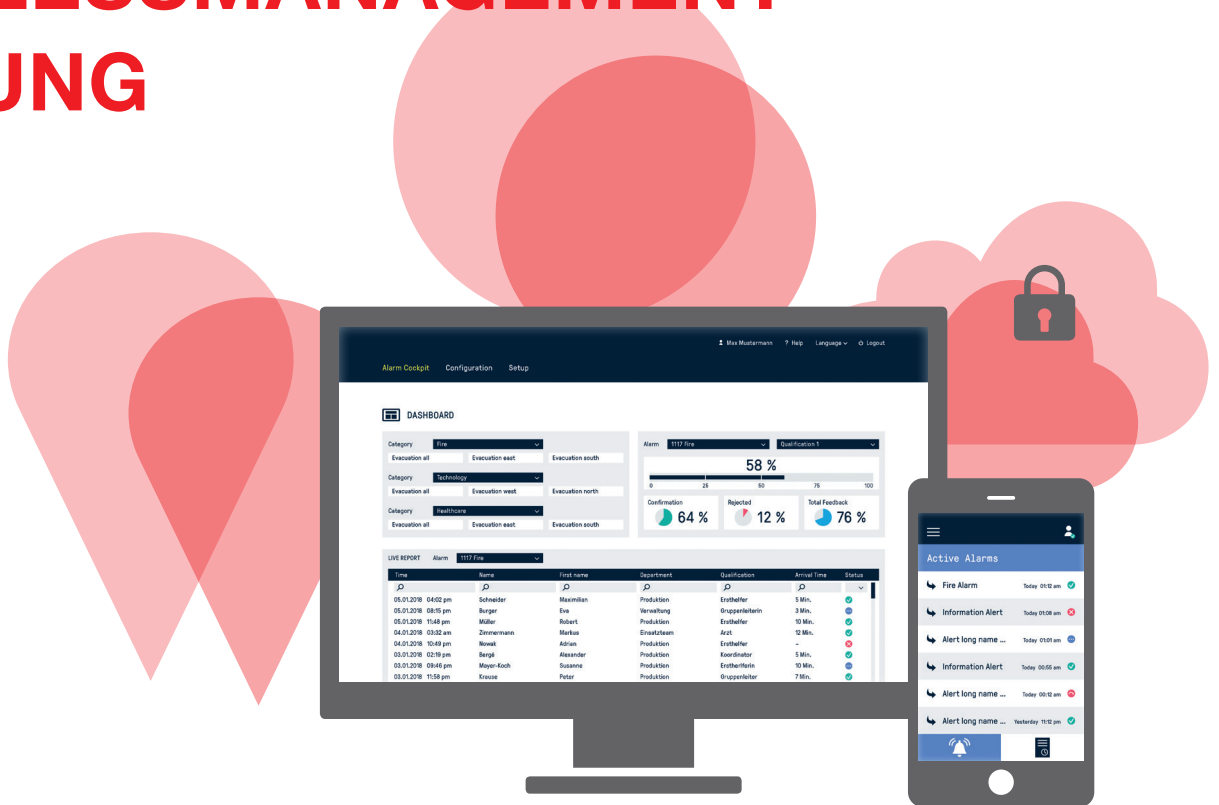 UNG
Max Mustermann ? Help Language Logout
Alarm Cockpit Configuration Setup
DASHBOARD
Category Fire
Evacuation all Evacuation east Evacuation south
Category Technology
Evacuation all Evacuation west Evacuation north
Category Healthcare
Evacuation all Evacuation east Evacuation south
Alarm 1117 Fire Qualification 1
58 %
0 25 50 75 100
Confirmation Rejected Total Feedback
64 % 12 % 76 %
LIVE REPORT Alarm 1117 Fire
Time Name First name Department Qualification Arrival Time Status
05.01.2018 04:02 pm Schneider Maximilian Produktion Ersthelfer 5 Min.
05.01.2018 08:15 pm Burger Eva Verwaltung Gruppenleiterin 3 Min.
05.01.2018 11:48 pm Müller Robert Produktion Ersthelfer 10 Min.
04.01.2018 03:32 am Zimmermann Markus Einsatzteam Arzt 12 Min.
04.01.2018 10:49 pm Nowak Adrian Produktion Ersthelfer -
03.01.2018 02:19 pm Bergé Alexander Produktion Koordinator 5 Min.
03.01.2018 09:46 pm Mayer-Koch Susanne Produktion Erstherlferin 10 Min.
03.01.2018 11:58 pm Krause Peter Produktion Gruppenleiter 7 Min.
Active Alarms
Fire Alarm Today 01:12 am
Information Alert Today 01:08 am
Alert long name ... Today 01:01 am
Information Alert Today 00:55 am
Alert long name ... Today 00:12 am
Alert long name ... Yesterday 11:12 pm